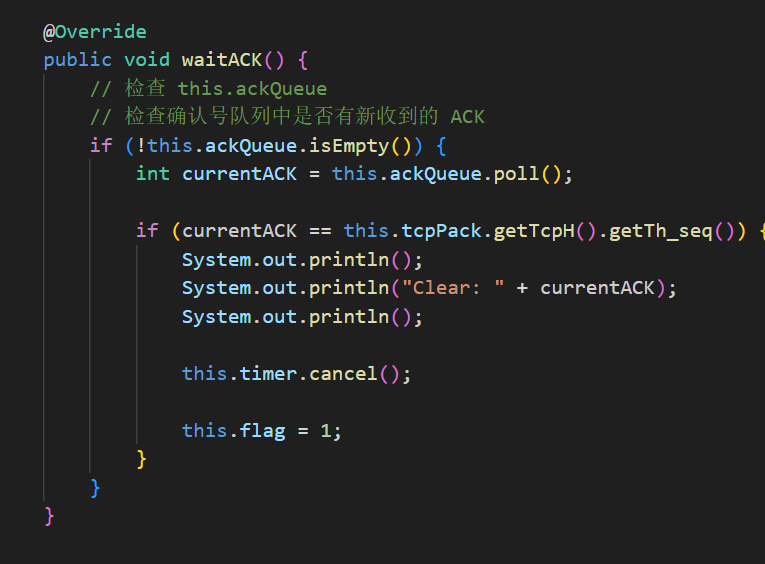 @Override
public void waitACK() {
// 检查 this.ackQueue
// 检查确认号队列中是否有新收到的 ACK
if (!this.ackQueue.isEmpty()) {
int currentACK = this.ackQueue.poll();
if (currentACK == this.tcpPack.getTcpH().getTh_seq()) {
System.out.println();
System.out.println("Clear: " + currentACK);
System.out.println();
this.timer.cancel();
this.flag = 1;
}
}
}